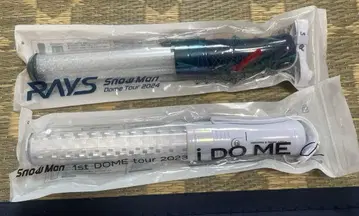 RAYS
Snow Man
Dome Tour 2024
Snow Man
1st DOME tour 2023
i DO ME